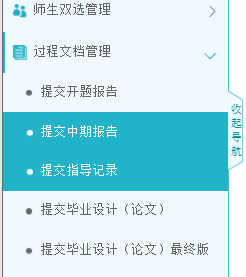 师生双选管理
过程文档管理
提交开题报告
提交中期报告
提交指导记录
提交毕业设计（论文）
提交毕业设计（论文）最终版
收起导航